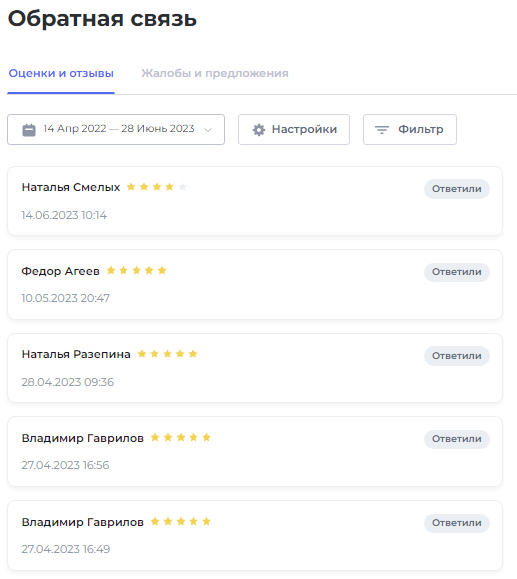 Обратная связь
Оценки и отзывы Жалобы и предложения
14 Апр 2022 — 28 Июнь 2023 Настройки Фильтр
Наталья Смелых Ответили
14.06.2023 10:14
Федор Агеев Ответили
10.05.2023 20:47
Наталья Разепина Ответили
28.04.2023 09:36
Владимир Гаврилов Ответили
27.04.2023 16:56
Владимир Гаврилов Ответили
27.04.2023 16:49